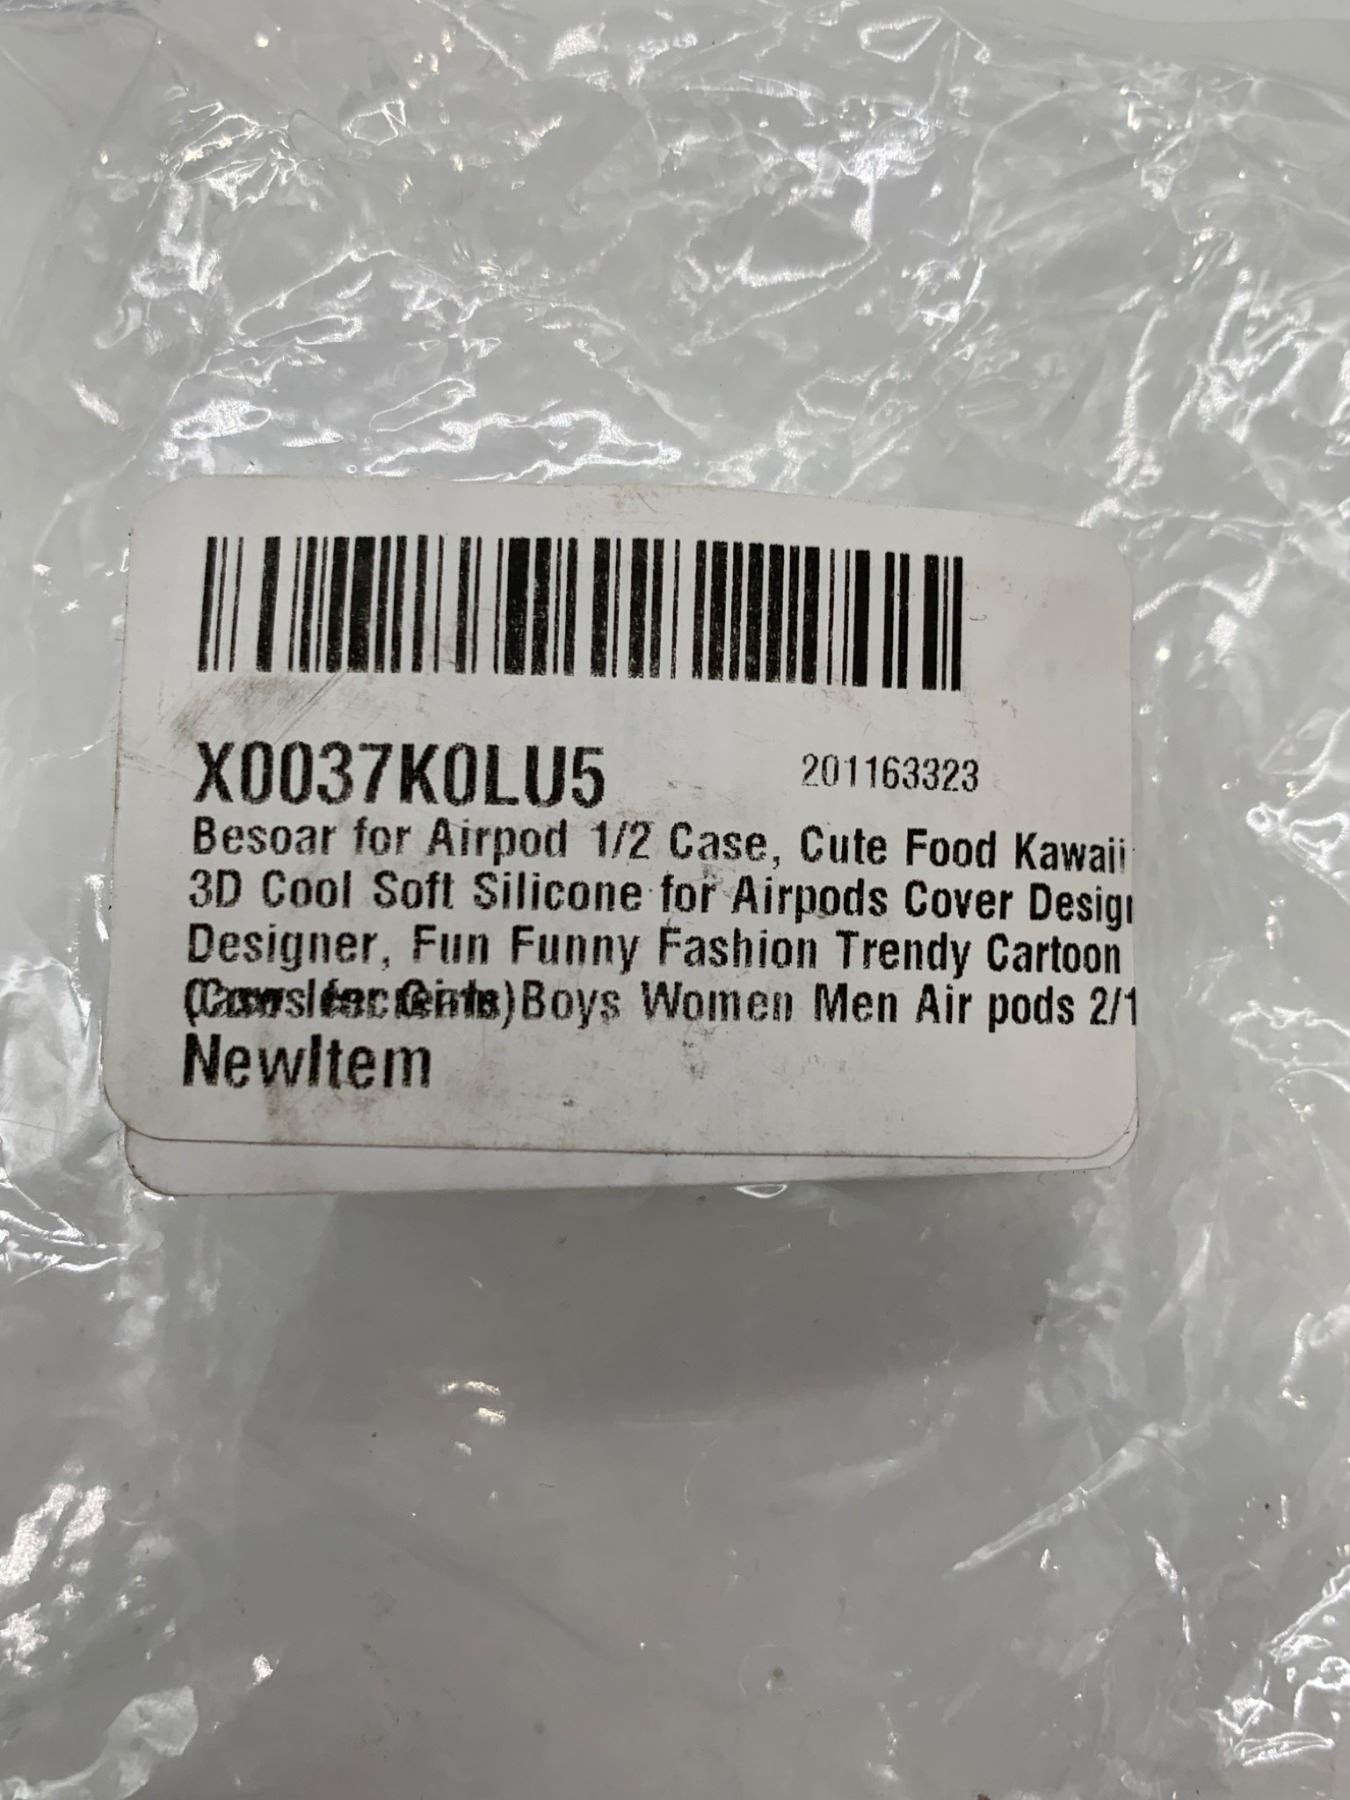 X0037K0LU5 201163323
Besoar for Airpod 1/2 Case, Cute Food Kawaii
3D Cool Soft Silicone for Airpods Cover Desig
Designer, Fun Funny Fashion Trendy Cartoon
Boys Women Men Air pods 2/1
NewItem